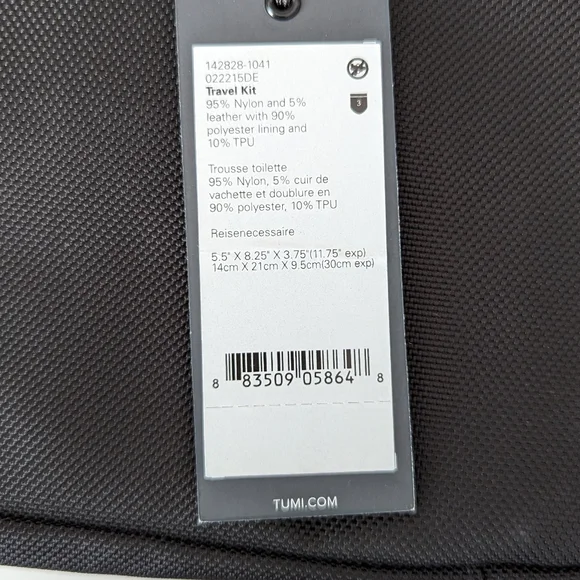 142828-1041
022215DE
Travel Kit
95% Nylon and 5%
leather with 90%
polyester lining and
10% TPU
3
Trousse toilette
95% Nylon, 5% cuir de
vachette et doublure en
90% polyester, 10% TPU
Reisenecessaire
5.5" X 8.25" X 3.75"(11.75" exp)
14cm X 21cm X 9.5cm(30cm exp)
8 83509 05864 8
TUMI.COM